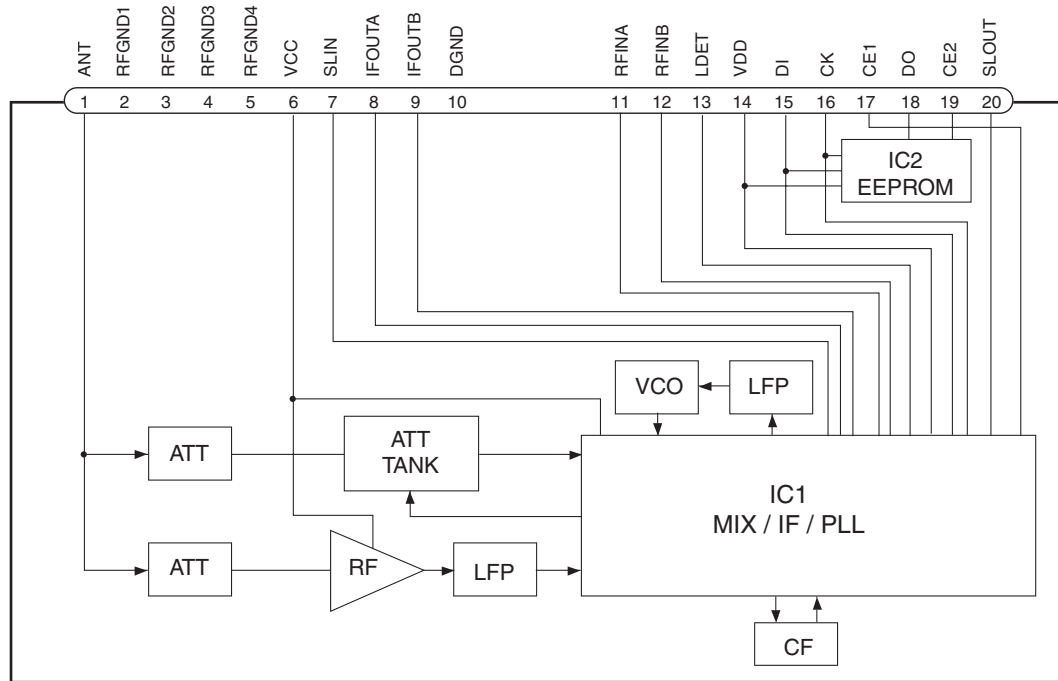 ANT
RFGND1
RFGND2
RFGND3
RFGND4
VCC
SLIN
IFOUTA
IFOUTB
DGND
RFINA
RFINB
LDET
VDD
DI
CK
CE1
DO
CE2
SLOUT
1 2 3 4 5 6 7 8 9 10 11 12 13 14 15 16 17 18 19 20
IC2
EEPROM
VCO
LFP
ATT
ATT
TANK
IC1
MIX / IF / PLL
ATT
RF
LFP
CF